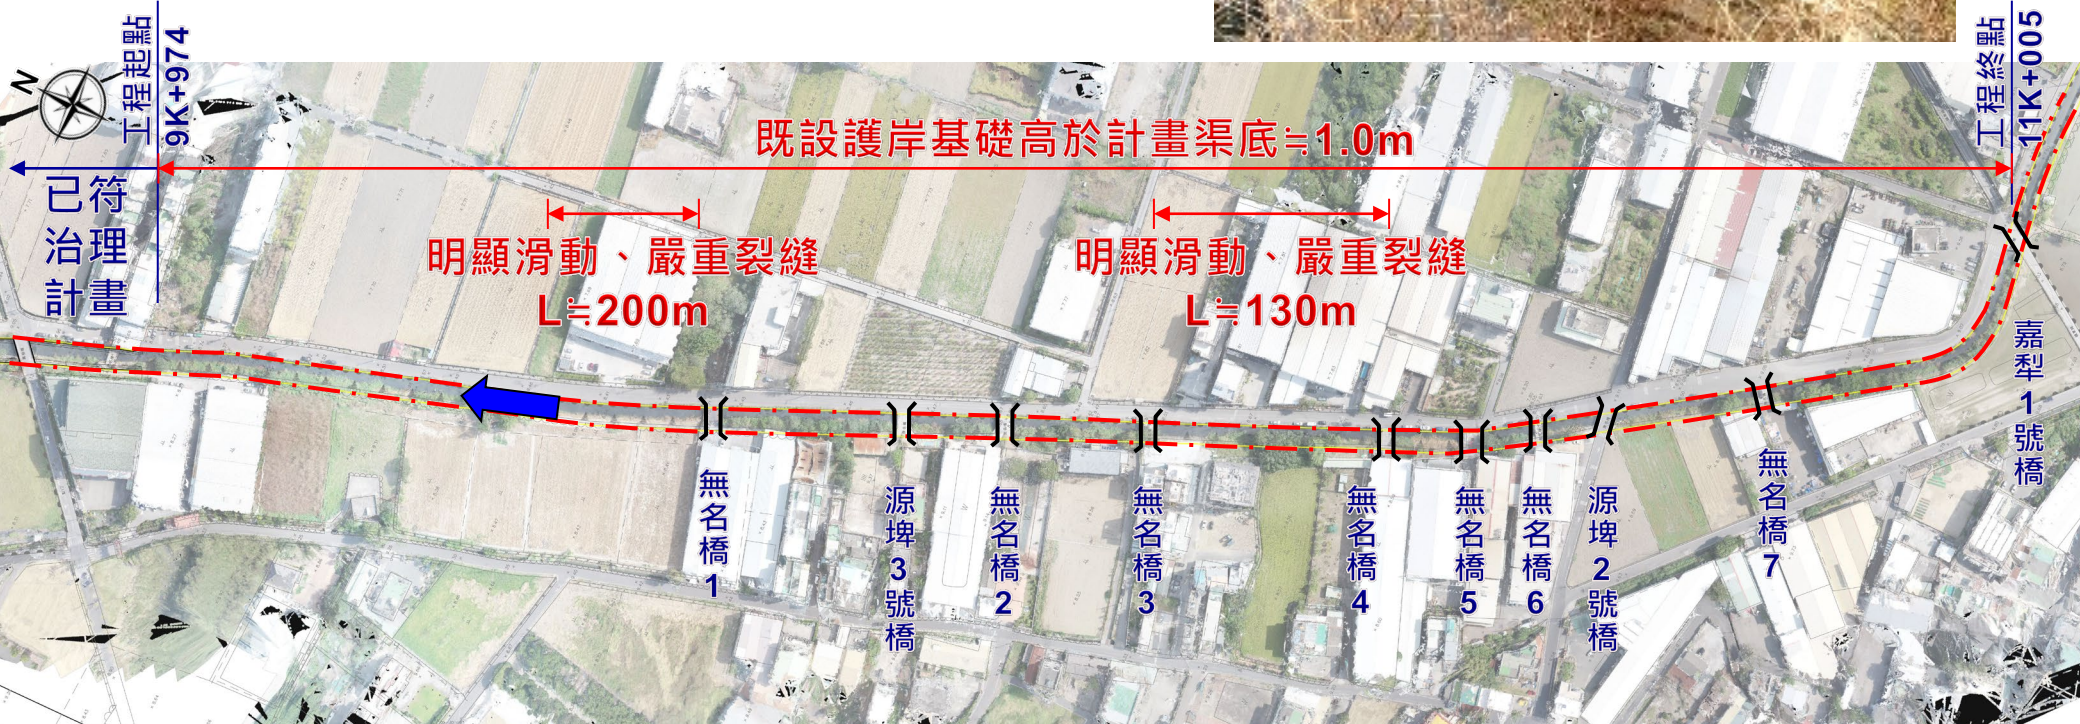 N
工程起點
9K+974
工程終點
11K+005
既設護岸基礎高於計畫渠底≒1.0m
已符
治理
計畫
明顯滑動、嚴重裂縫
L≒200m
明顯滑動、嚴重裂縫
L≒130m
無名橋1
源埤3號橋
無名橋2
無名橋3
無名橋4
無名橋5
無名橋6
源埤2號橋
無名橋7
嘉犁1號橋